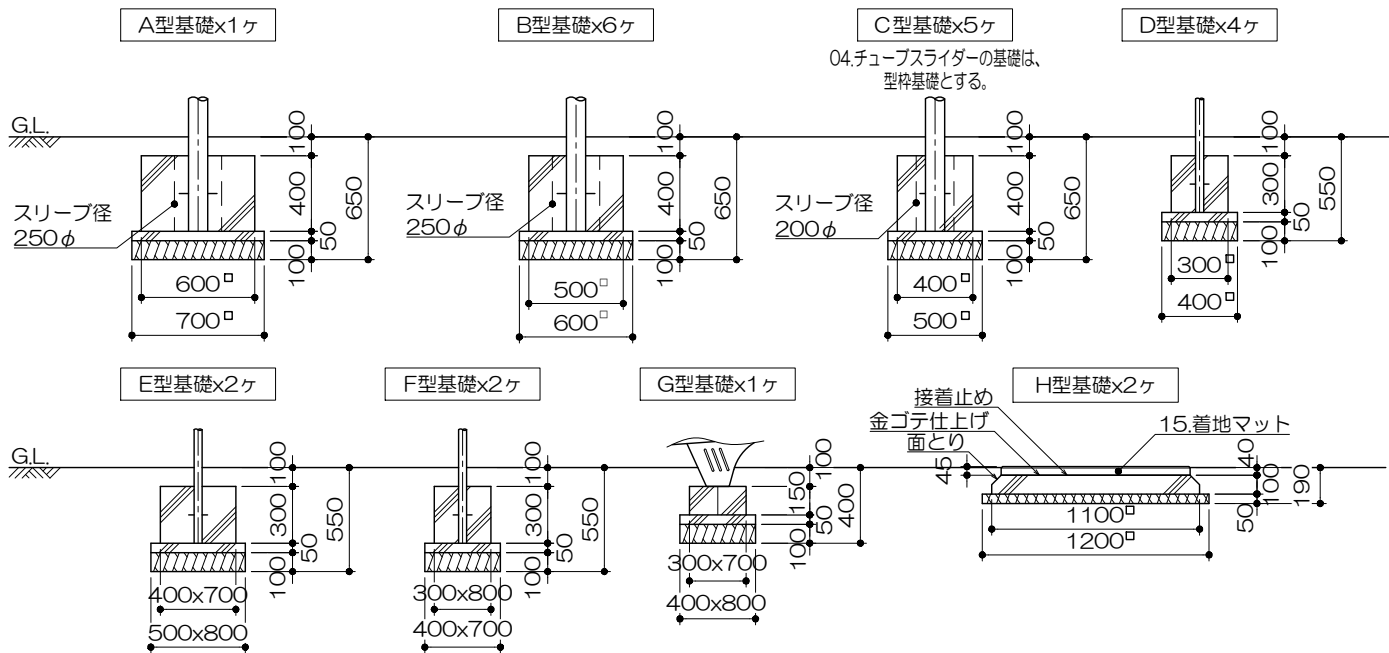 A型基礎x1ヶ
B型基礎x6ヶ
C型基礎x5ヶ
D型基礎x4ヶ
04.チューブスライダーの基礎は、
型枠基礎とする。
G.L.
スリーブ径
250φ
100
400
50
100
650
600□
700□
スリーブ径
250φ
100
400
50
100
650
500□
600□
スリーブ径
200φ
100
400
50
100
650
400□
500□
100
300
50
100
550
300□
400□
E型基礎x2ヶ
F型基礎x2ヶ
G型基礎x1ヶ
H型基礎x2ヶ
G.L.
100
300
50
100
550
400x700
500x800
100
300
50
100
550
300x800
400x700
100
150
50
100
400
300x700
400x800
接着止め
金ゴテ仕上げ
面とり
15.着地マット
45
40
100
50
190
1100□
1200□